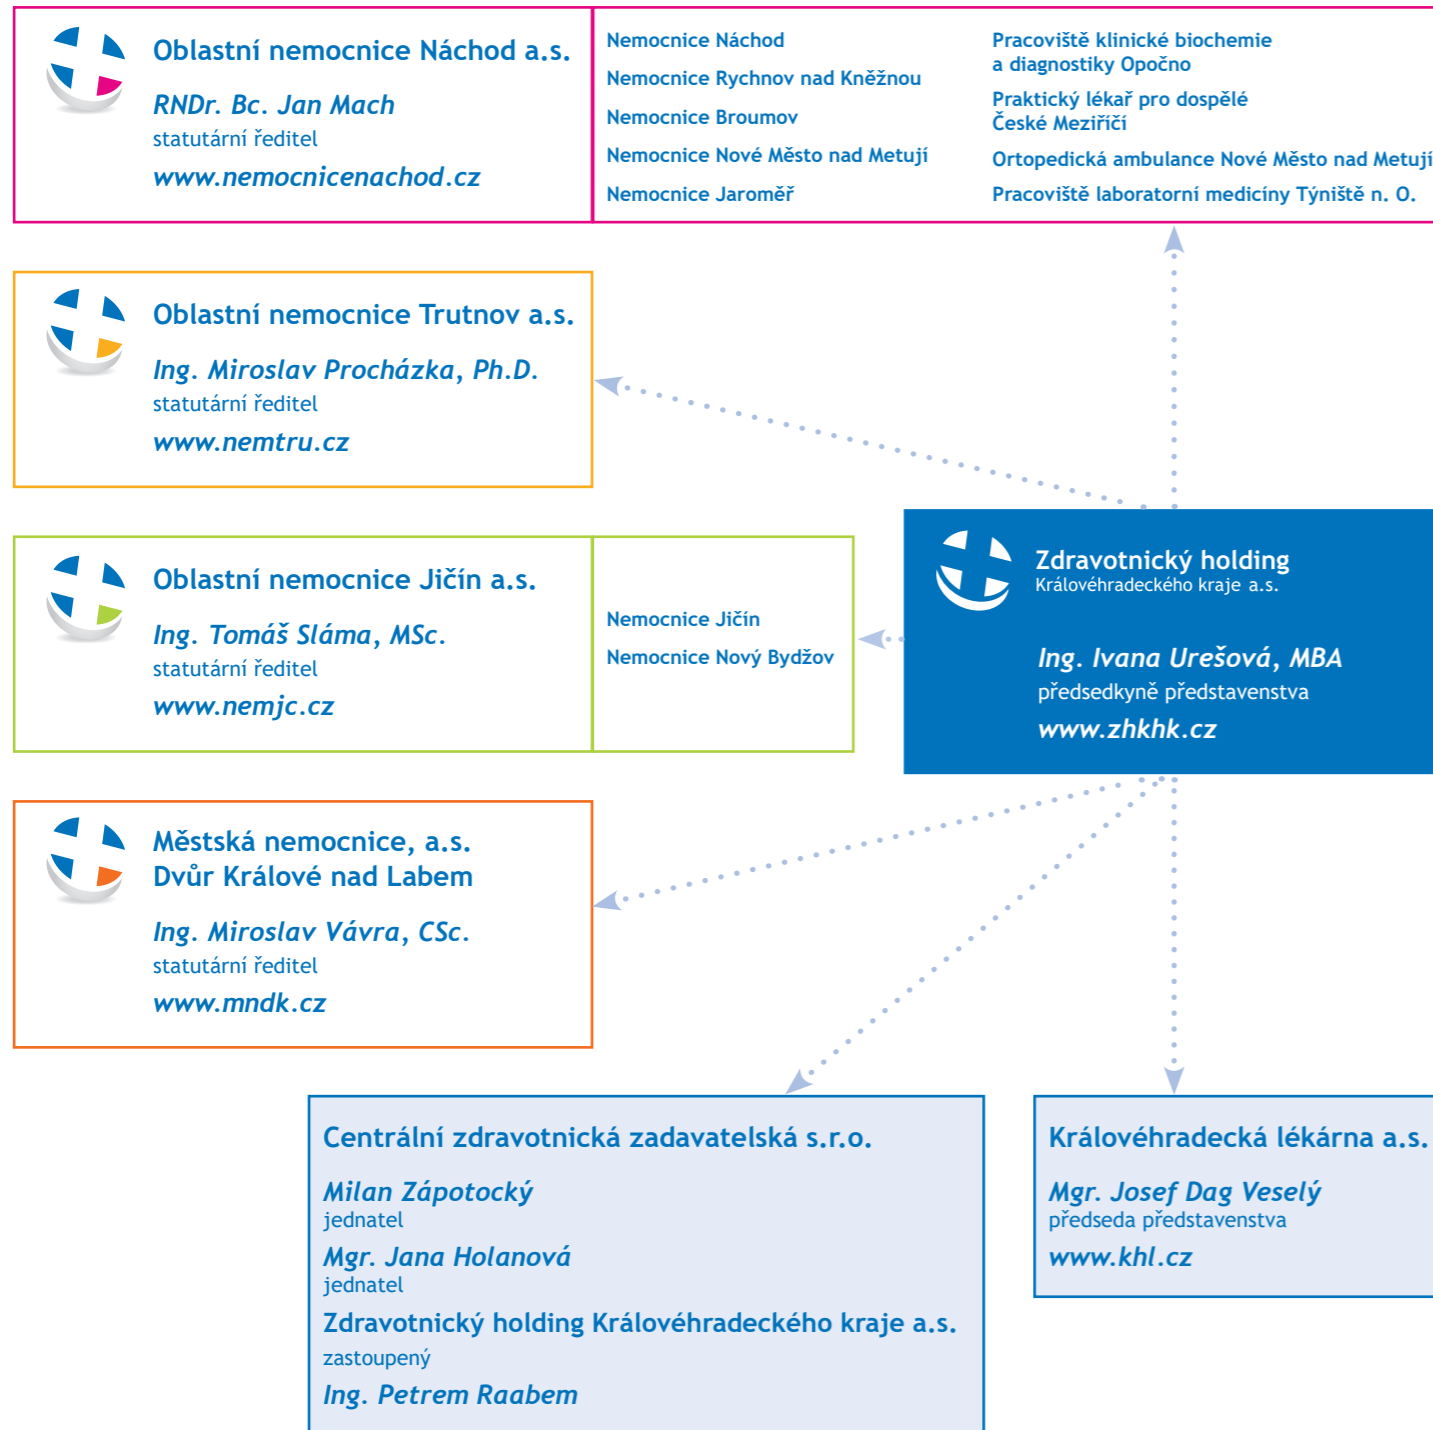 Oblastní nemocnice Náchod a.s.
RNDr. Bc. Jan Mach
statutární ředitel
www.nemocnicenachod.cz
Nemocnice Náchod
Nemocnice Rychnov nad Kněžnou
Nemocnice Broumov
Nemocnice Nové Město nad Metují
Nemocnice Jaroměř
Pracoviště klinické biochemie
a diagnostiky Opočno
Praktický lékař pro dospělé
České Meziříčí
Ortopedická ambulance Nové Město nad Metují
Pracoviště laboratorní medicíny Týniště n. O.
Oblastní nemocnice Trutnov a.s.
Ing. Miroslav Procházka, Ph.D.
statutární ředitel
www.nemtru.cz
Oblastní nemocnice Jičín a.s.
Ing. Tomáš Sláma, MSc.
statutární ředitel
www.nemjc.cz
Nemocnice Jičín
Nemocnice Nový Bydžov
Zdravotnický holding
Královéhradeckého kraje a.s.
Ing. Ivana Urešová, MBA
předsedkyně představenstva
www.zhkhk.cz
Městská nemocnice, a.s.
Dvůr Králové nad Labem
Ing. Miroslav Vávra, CSc.
statutární ředitel
www.mndk.cz
Centrální zdravotnická zadavatelská s.r.o.
Milan Zápotocký
jednatel
Mgr. Jana Holanová
jednatel
Zdravotnický holding Královéhradeckého kraje a.s.
zastoupený
Ing. Petrem Raabem
Královéhradecká lékárna a.s.
Mgr. Josef Dag Veselý
předseda představenstva
www.khl.cz